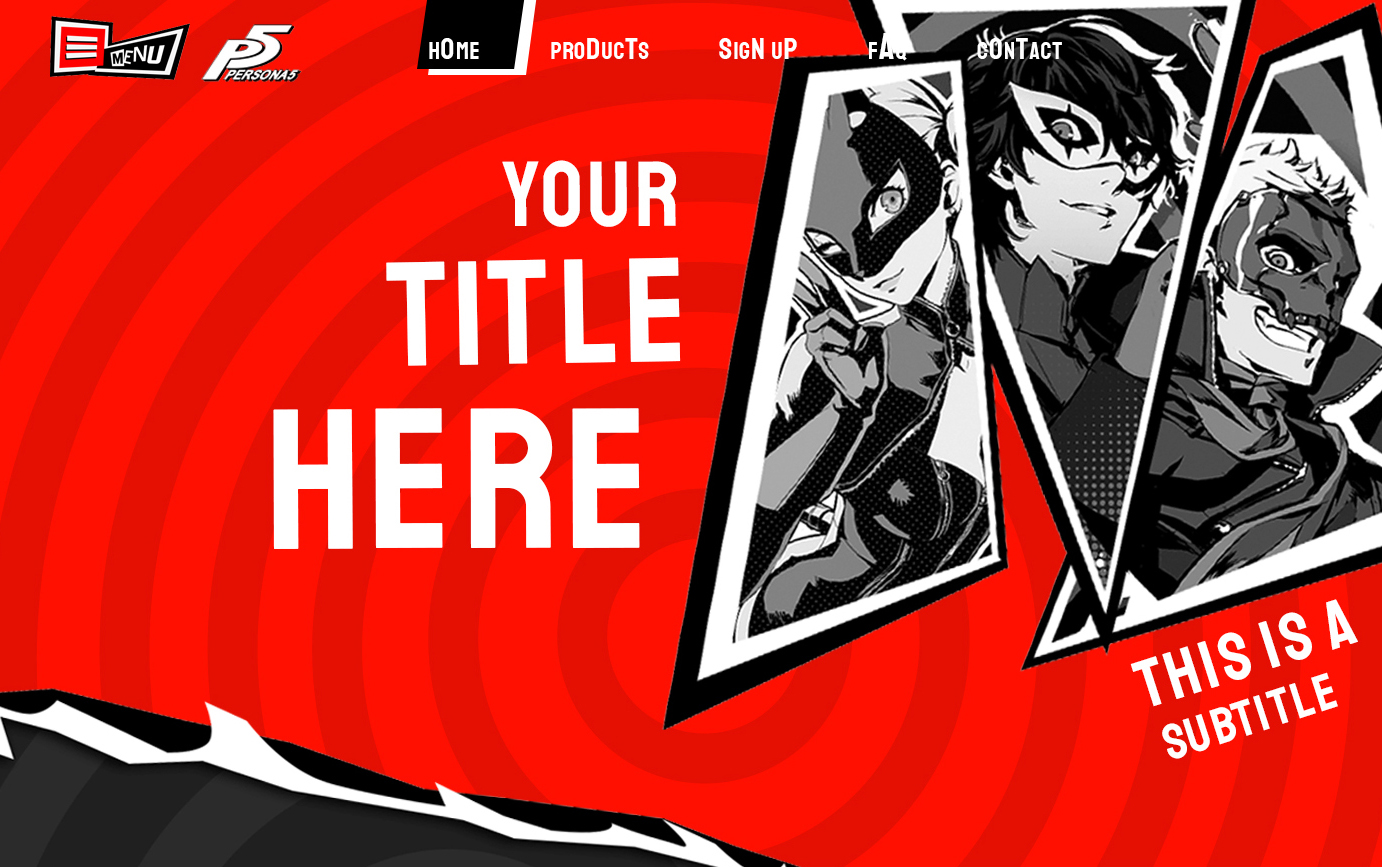 MENU
P5
PERSONA5
HOME
PRODUCTS
SIGN UP
FAQ
CONTACT
YOUR
TITLE
HERE
THIS IS A
SUBTITLE